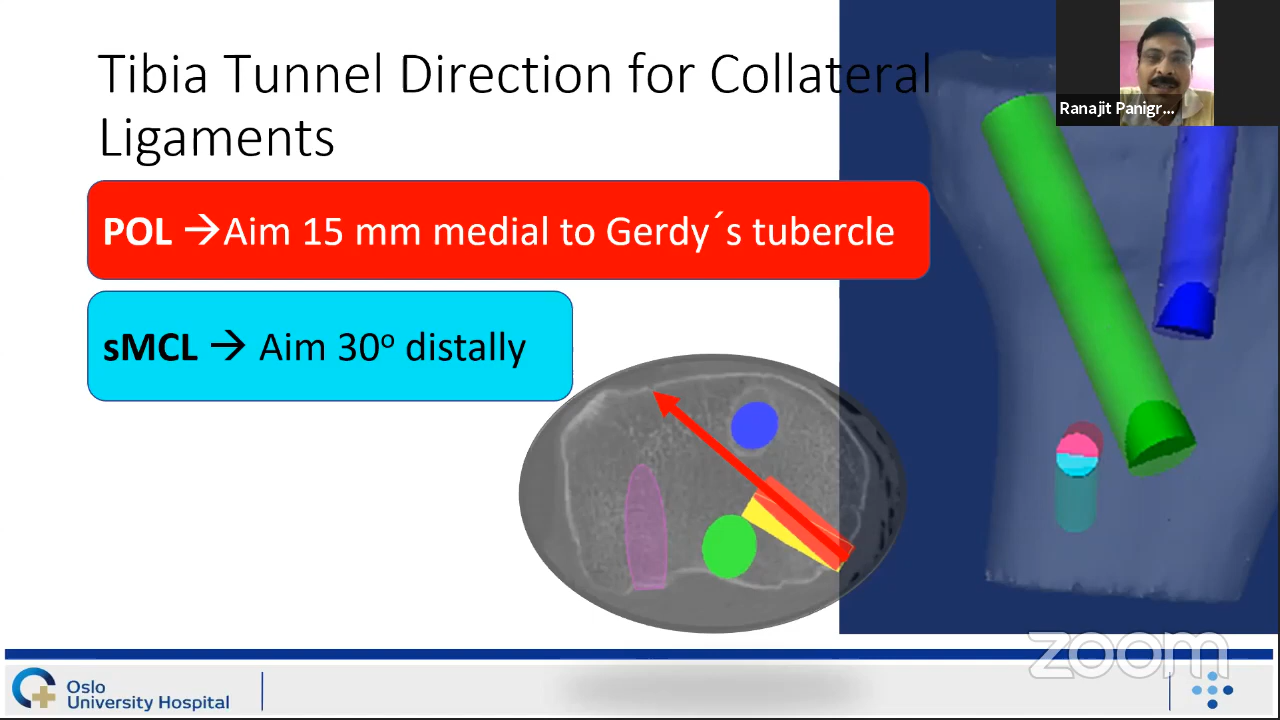 Tibia Tunnel Direction for Collateral
Ligaments
Ranajit Panigr...
POL →Aim 15 mm medial to Gerdy´s tubercle
sMCL → Aim 30º distally
zoom
Oslo
University Hospital